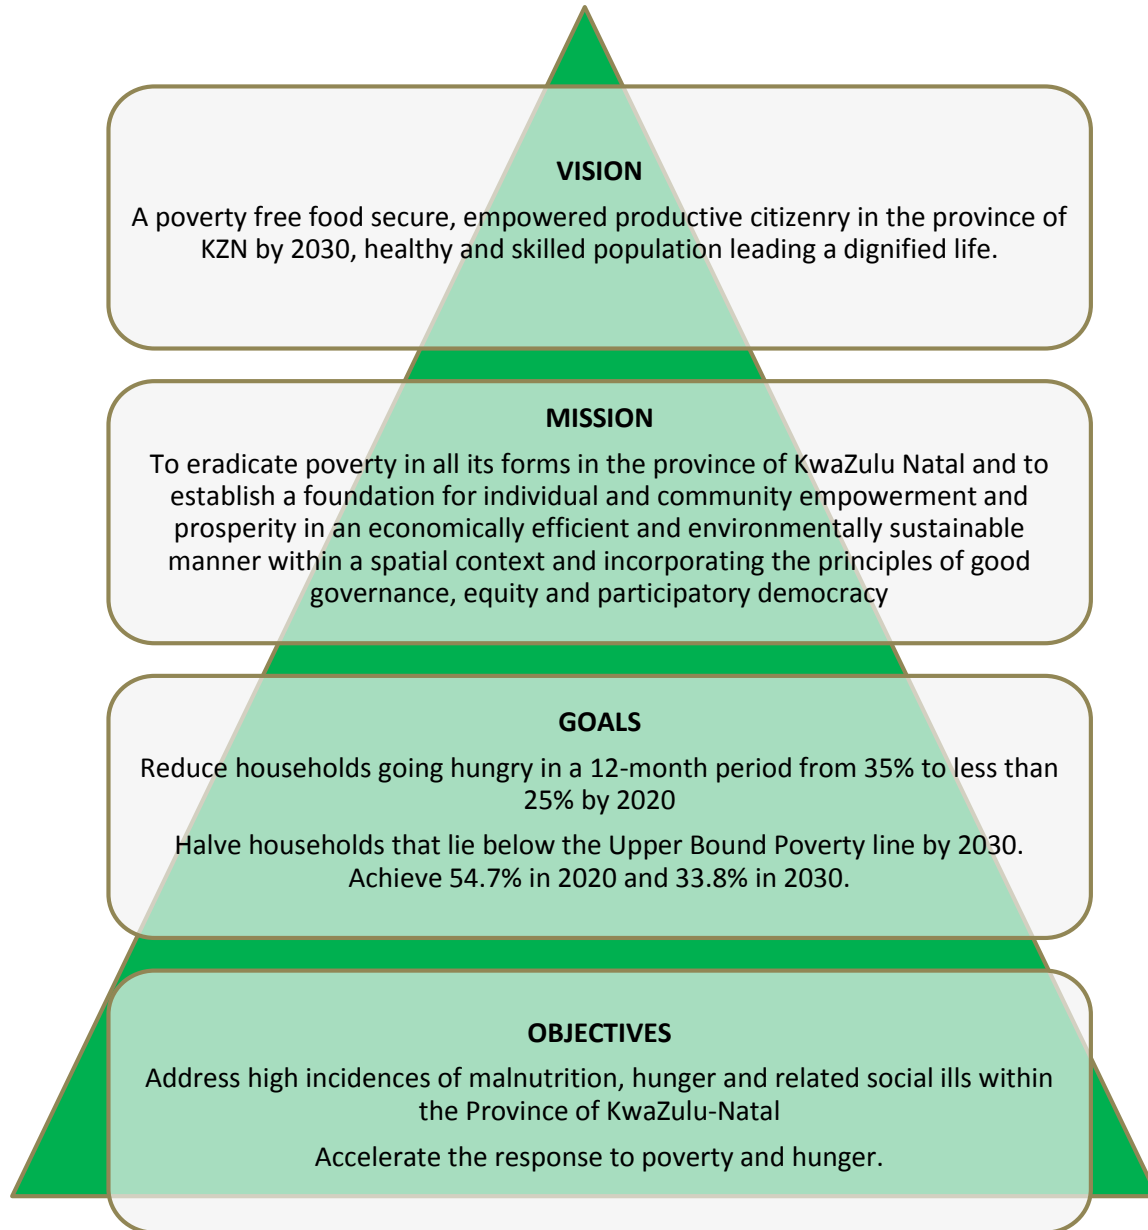 VISION
A poverty free food secure, empowered productive citizenry in the province of
KZN by 2030, healthy and skilled population leading a dignified life.
MISSION
To eradicate poverty in all its forms in the province of KwaZulu Natal and to
establish a foundation for individual and community empowerment and
prosperity in an economically efficient and environmentally sustainable
manner within a spatial context and incorporating the principles of good
governance, equity and participatory democracy
GOALS
Reduce households going hungry in a 12-month period from 35% to less than
25% by 2020
Halve households that lie below the Upper Bound Poverty line by 2030.
Achieve 54.7% in 2020 and 33.8% in 2030.
OBJECTIVES
Address high incidences of malnutrition, hunger and related social ills within
the Province of KwaZulu-Natal
Accelerate the response to poverty and hunger.